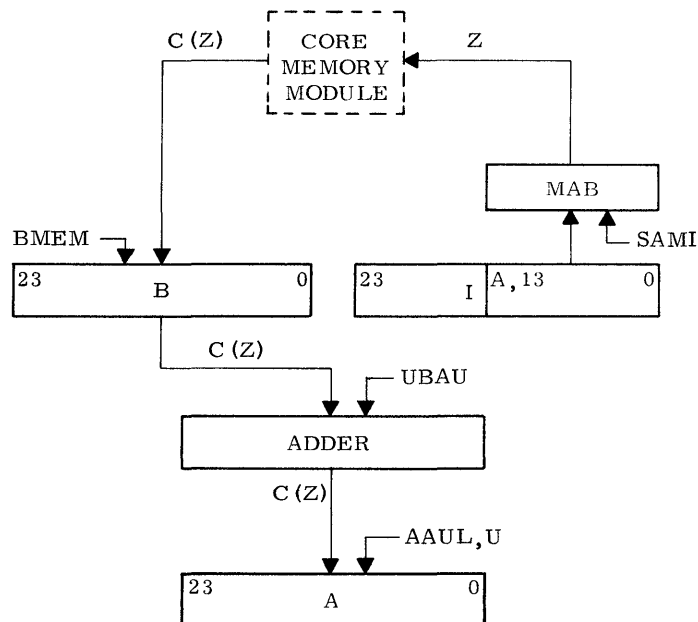 C(Z)
CORE
MEMORY
MODULE
Z
MAB
BMEM
SAMI
23 B 0
23 I A,13 0
C(Z)
UBAU
ADDER
C(Z)
AAUL,U
23 A 0